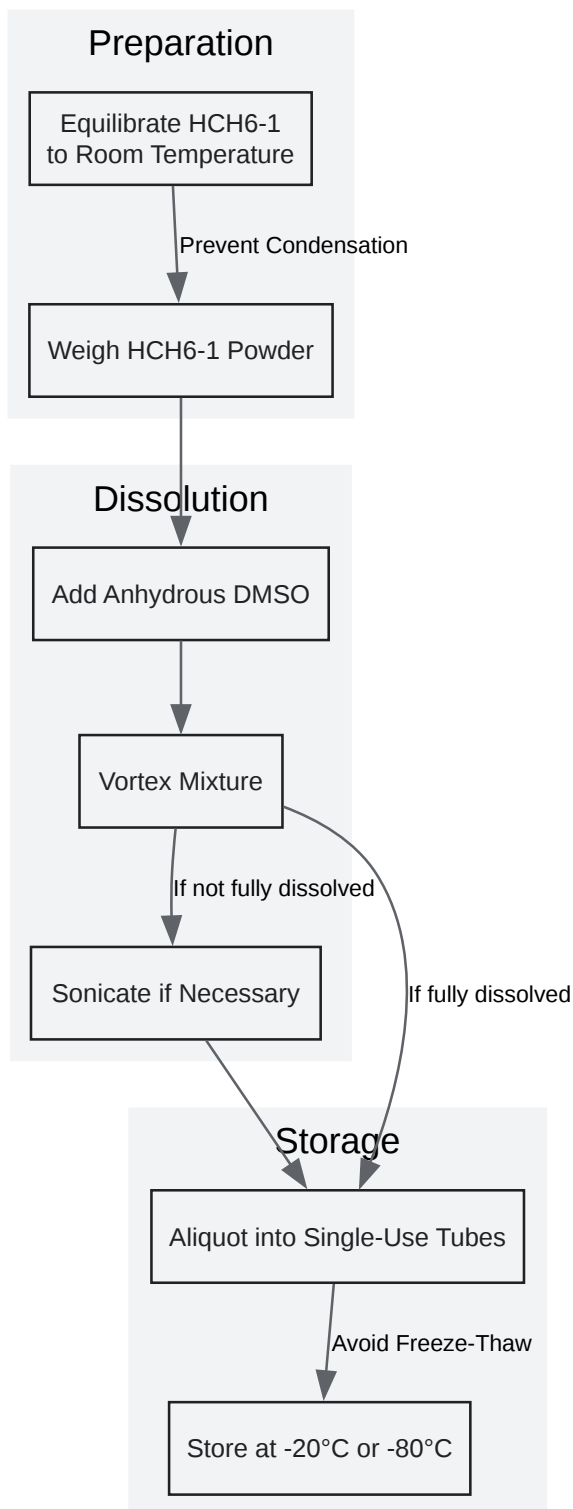 Preparation
Equilibrate HCH6-1
to Room Temperature
Prevent Condensation
Weigh HCH6-1 Powder
Dissolution
Add Anhydrous DMSO
Vortex Mixture
If not fully dissolved
Sonicate if Necessary
If fully dissolved
Storage
Aliquot into Single-Use Tubes
Avoid Freeze-Thaw
Store at -20°C or -80°C